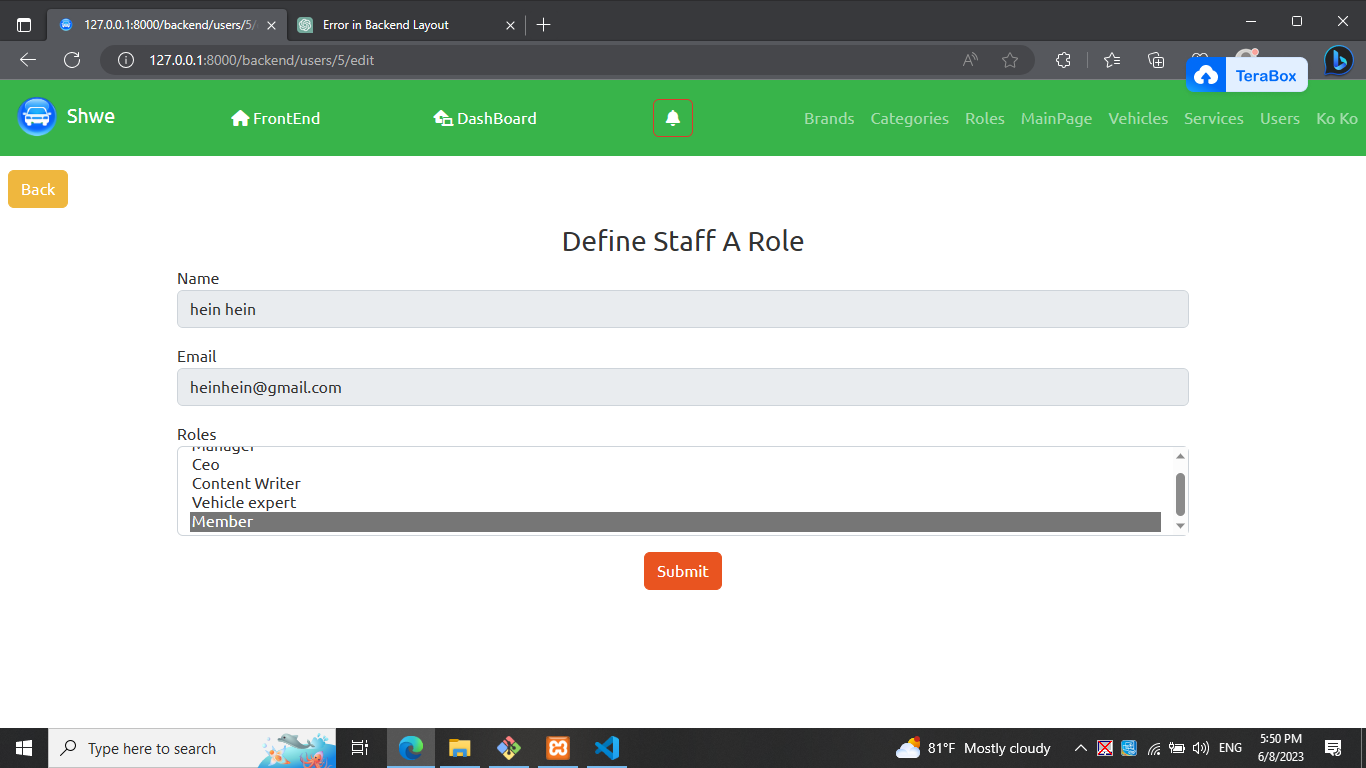 127.0.0.1:8000/backend/users/5/
Error in Backend Layout
127.0.0.1:8000/backend/users/5/edit
TeraBox
Shwe
FrontEnd
DashBoard
Brands
Categories
Roles
MainPage
Vehicles
Services
Users
Ko Ko
Back
Define Staff A Role
Name
hein hein
Email
heinhein@gmail.com
Roles
Manager
Ceo
Content Writer
Vehicle expert
Member
Submit
Type here to search
81°F Mostly cloudy
ENG
5:50 PM
6/8/2023